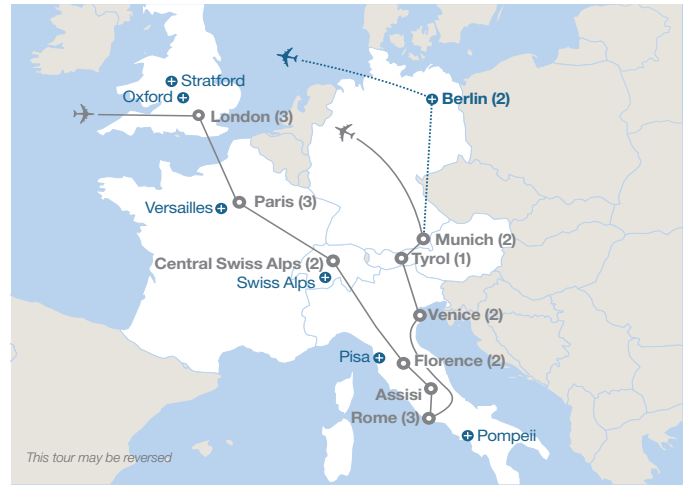 Stratford
Oxford
London (3)
Berlin (2)
Paris (3)
Versailles
Munich (2)
Tyrol (1)
Central Swiss Alps (2)
Swiss Alps
Venice (2)
Pisa
Florence (2)
Assisi
Rome (3)
Pompeii
This tour may be reversed